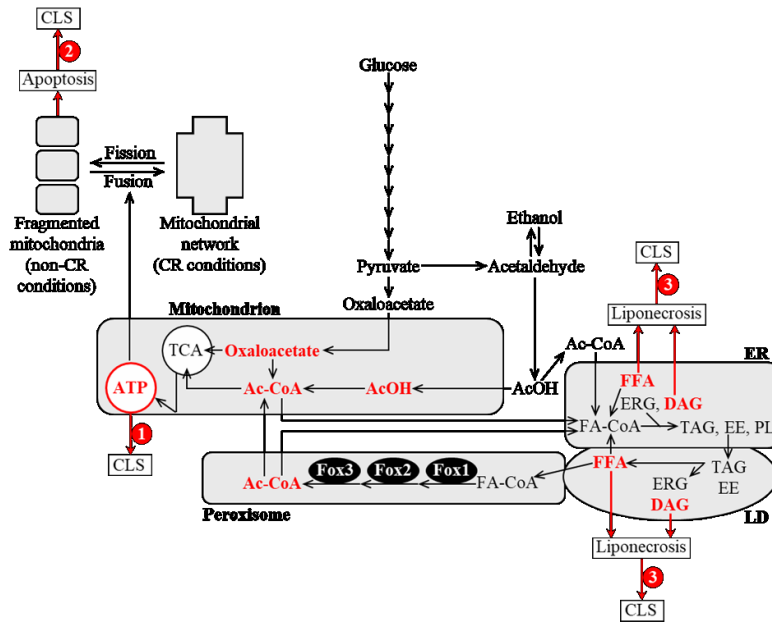 CLS
2
Apoptosis
Glucose
Fission
Fusion
Fragmented
mitochondria
(non-CR
conditions)
Mitochondrial
network
(CR conditions)
Ethanol
Pyruvate
Acetaldehyde
Oxaloacetate
CLS
3
Liponecrosis
Mitochondrion
TCA
Oxaloacetate
Ac-CoA
ER
ATP
Ac-CoA
AcOH
AcOH
FFA
ERG, DAG
FA-CoA
TAG, EE, PL
1
CLS
Fox3
Fox2
Fox1
Ac-CoA
FA-CoA
FFA
TAG
EE
ERG
DAG
Peroxisome
LD
Liponecrosis
3
CLS